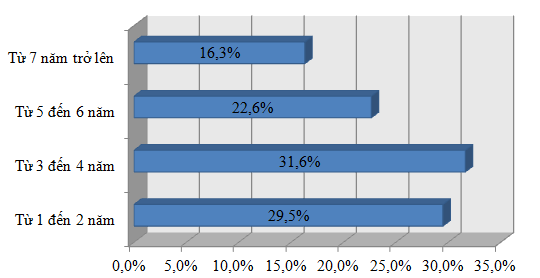 Từ 7 năm trở lên
16,3%
Từ 5 đến 6 năm
22,6%
Từ 3 đến 4 năm
31,6%
Từ 1 đến 2 năm
29,5%
0,0% 5,0% 10,0% 15,0% 20,0% 25,0% 30,0% 35,0%